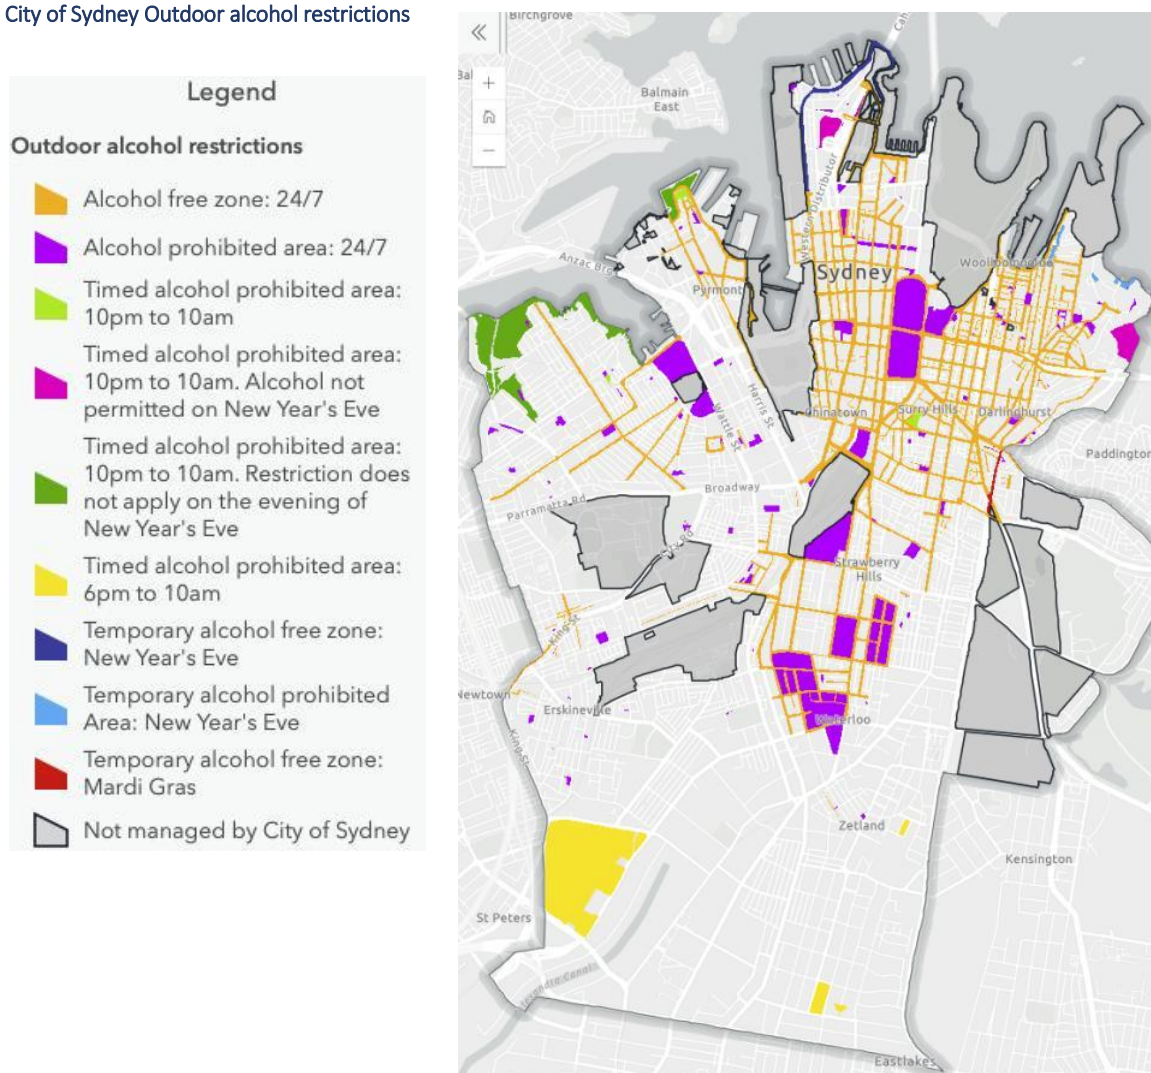 City of Sydney Outdoor alcohol restrictions
Legend
Outdoor alcohol restrictions
Alcohol free zone: 24/7
Alcohol prohibited area: 24/7
Timed alcohol prohibited area:
10pm to 10am
Timed alcohol prohibited area:
10pm to 10am. Alcohol not
permitted on New Year's Eve
Timed alcohol prohibited area:
10pm to 10am. Restriction does
not apply on the evening of
New Year's Eve
Timed alcohol prohibited area:
6pm to 10am
Temporary alcohol free zone:
New Year's Eve
Temporary alcohol prohibited
Area: New Year's Eve
Temporary alcohol free zone:
Mardi Gras
Not managed by City of Sydney
Birchgrove
Cah
Bal
Balmain
East
Western Distributor
Anzac Bri
Sydney
Pyrmont
Harris St
Wattle St
Chinatown
Surry Hills
Darlinghurst
Paddington
Broadway
Parramatta Rd
Strawberry
Hills
King St
Newtown
Erskineville
Waterloo
King St
Zetland
Kensington
St Peters
Eastlakes